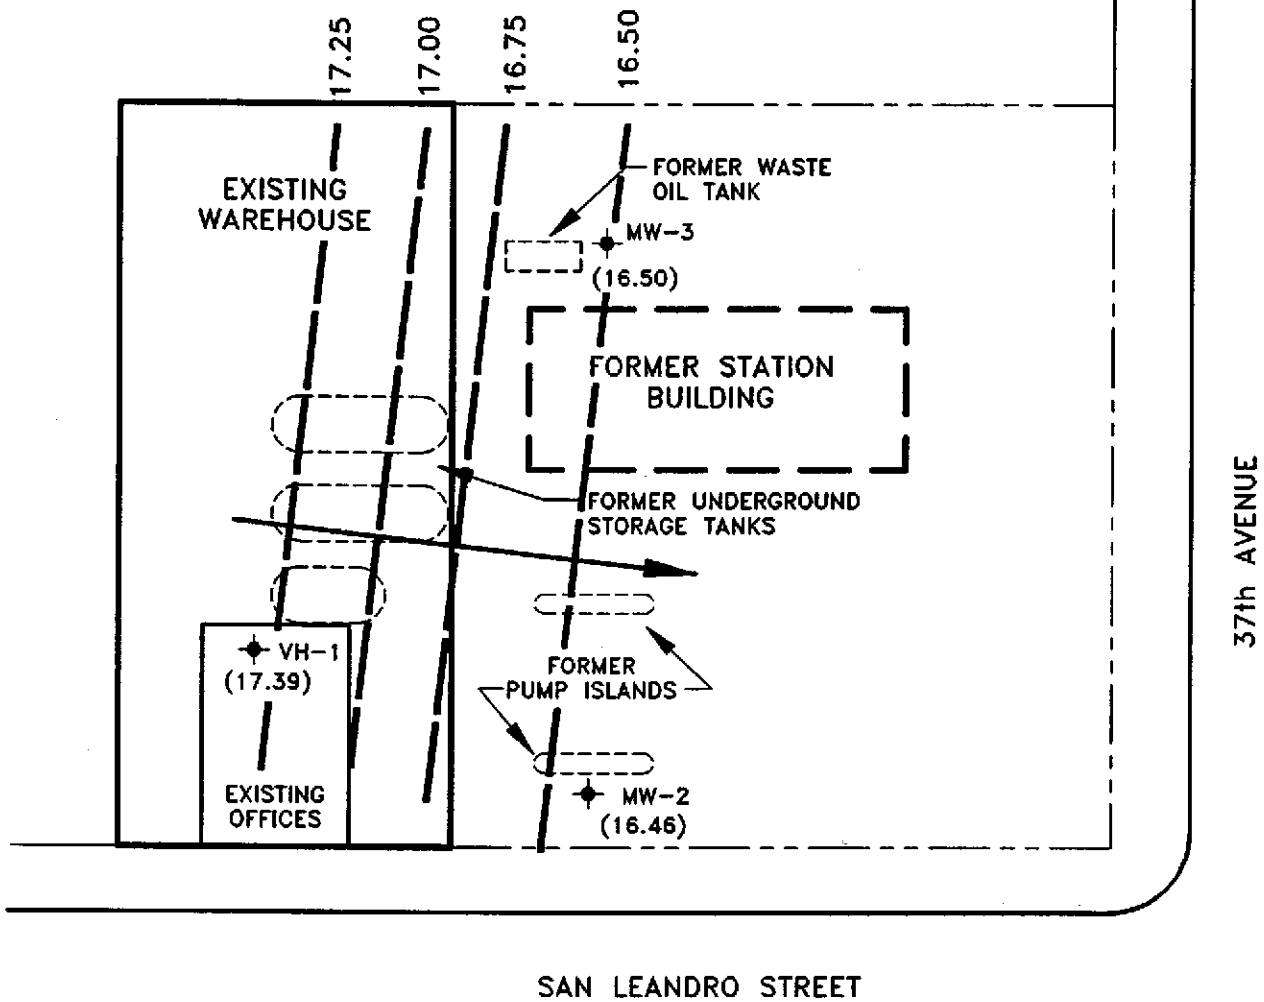 17.25
17.00
16.75
16.50
EXISTING
WAREHOUSE
FORMER WASTE
OIL TANK
MW-3
(16.50)
FORMER STATION
BUILDING
FORMER UNDERGROUND
STORAGE TANKS
37th AVENUE
VH-1
(17.39)
FORMER
PUMP ISLANDS
EXISTING
OFFICES
MW-2
(16.46)
SAN LEANDRO STREET